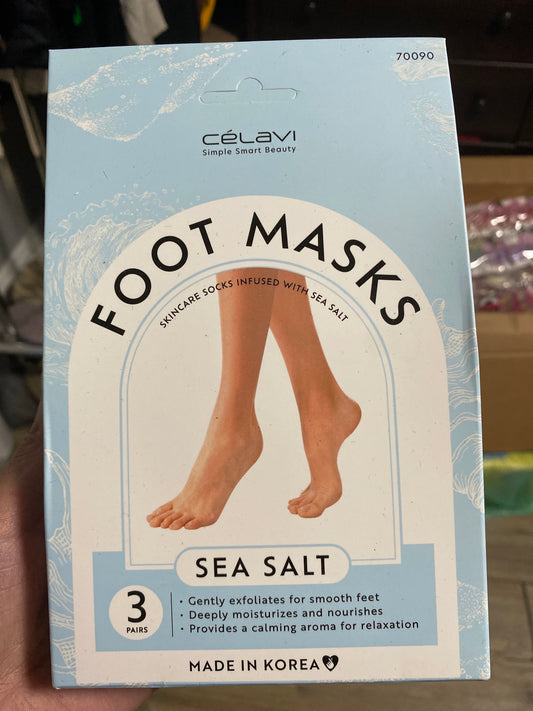 70090
CéLAVI
Simple Smart Beauty
FOOT MASKS
SKINCARE SOCKS INFUSED WITH SEA SALT
SEA SALT
3
PAIRS
• Gently exfoliates for smooth feet
• Deeply moisturizes and nourishes
• Provides a calming aroma for relaxation
MADE IN KOREA